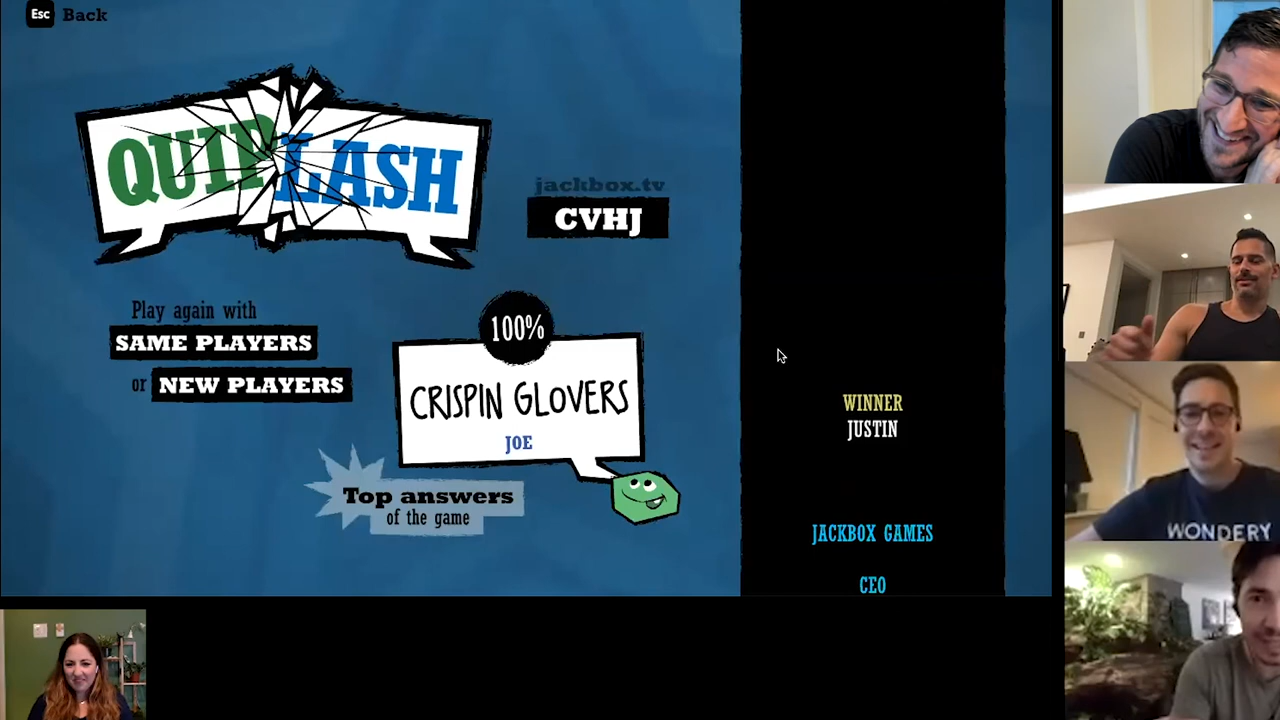 Esc Back
QUIPLASH
jackbox.tv
CVHJ
Play again with
SAME PLAYERS
or NEW PLAYERS
100%
CRISPIN GLOVERS
JOE
Top answers
of the game
WINNER
JUSTIN
JACKBOX GAMES
CEO
WONDERY